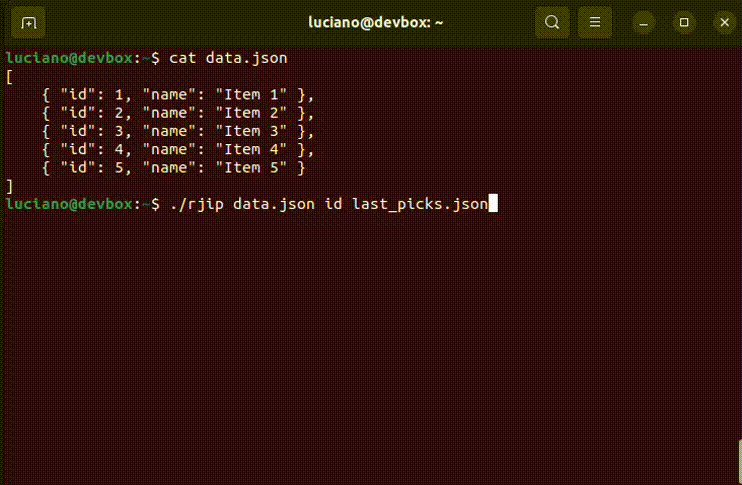 luciano@devbox: ~
luciano@devbox:~$ cat data.json
[
    { "id": 1, "name": "Item 1" },
    { "id": 2, "name": "Item 2" },
    { "id": 3, "name": "Item 3" },
    { "id": 4, "name": "Item 4" },
    { "id": 5, "name": "Item 5" }
]
luciano@devbox:~$ ./rjip data.json id last_picks.json